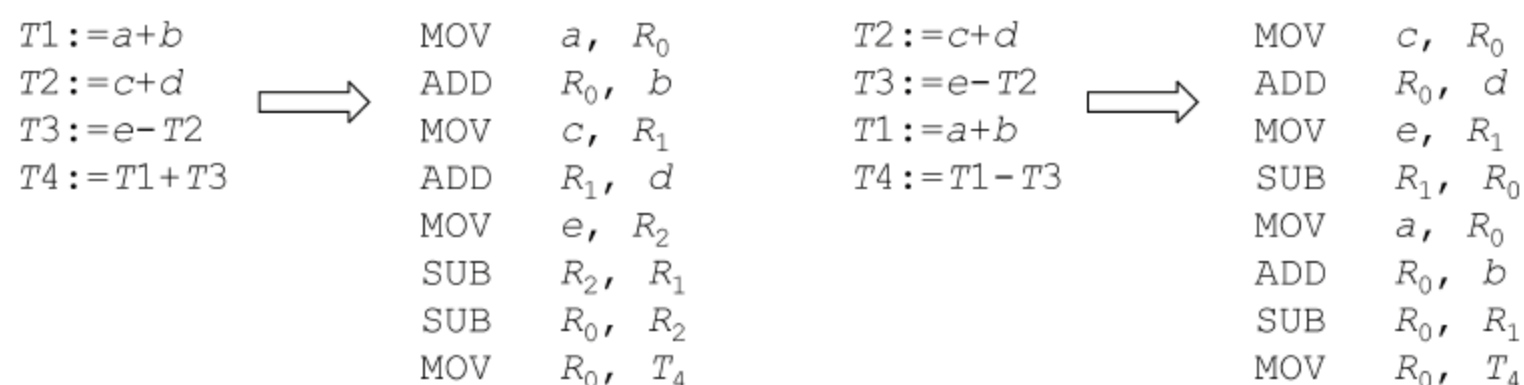 T1:=a+b
T2:=c+d
T3:=e-T2
T4:=T1+T3
MOV a, R0
ADD R0, b
MOV c, R1
ADD R1, d
MOV e, R2
SUB R2, R1
SUB R0, R2
MOV R0, T4
T2:=c+d
T3:=e-T2
T1:=a+b
T4:=T1-T3
MOV c, R0
ADD R0, d
MOV e, R1
SUB R1, R0
MOV a, R0
ADD R0, b
SUB R0, R1
MOV R0, T4